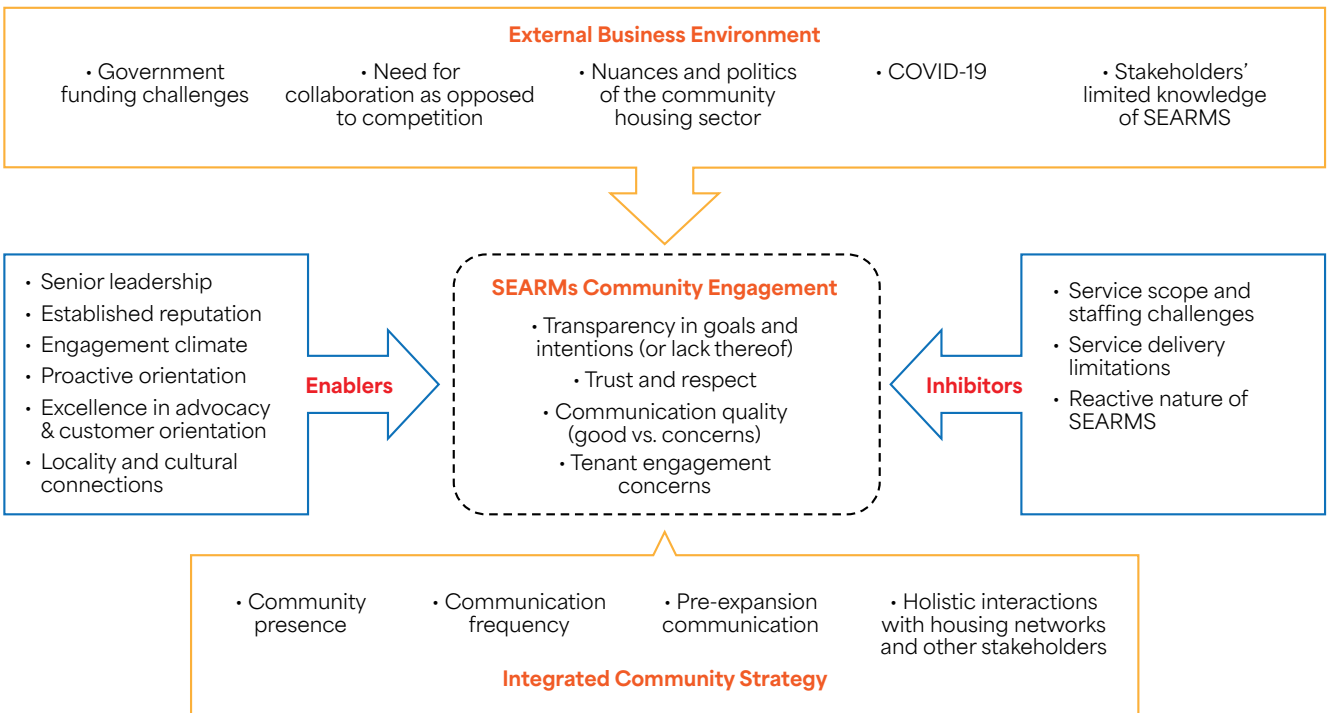 External Business Environment
• Government
funding challenges
• Need for
collaboration as opposed
to competition
• Nuances and politics
of the community
housing sector
• COVID-19
• Stakeholders’
limited knowledge
of SEARMS
• Senior leadership
• Established reputation
• Engagement climate
• Proactive orientation
• Excellence in advocacy
& customer orientation
• Locality and cultural
connections
Enablers
SEARMs Community Engagement
• Transparency in goals and
intentions (or lack thereof)
• Trust and respect
• Communication quality
(good vs. concerns)
• Tenant engagement
concerns
Inhibitors
• Service scope and
staffing challenges
• Service delivery
limitations
• Reactive nature of
SEARMS
• Community
presence
• Communication
frequency
• Pre-expansion
communication
• Holistic interactions
with housing networks
and other stakeholders
Integrated Community Strategy